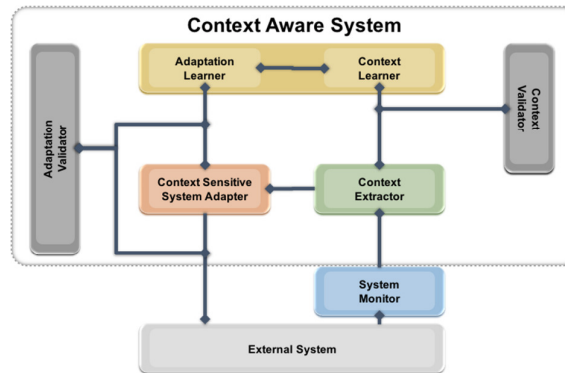 Context Aware System
Adaptation
Learner
Context
Learner
Adaptation
Validator
Context
Validator
Context Sensitive
System Adapter
Context
Extractor
System
Monitor
External System